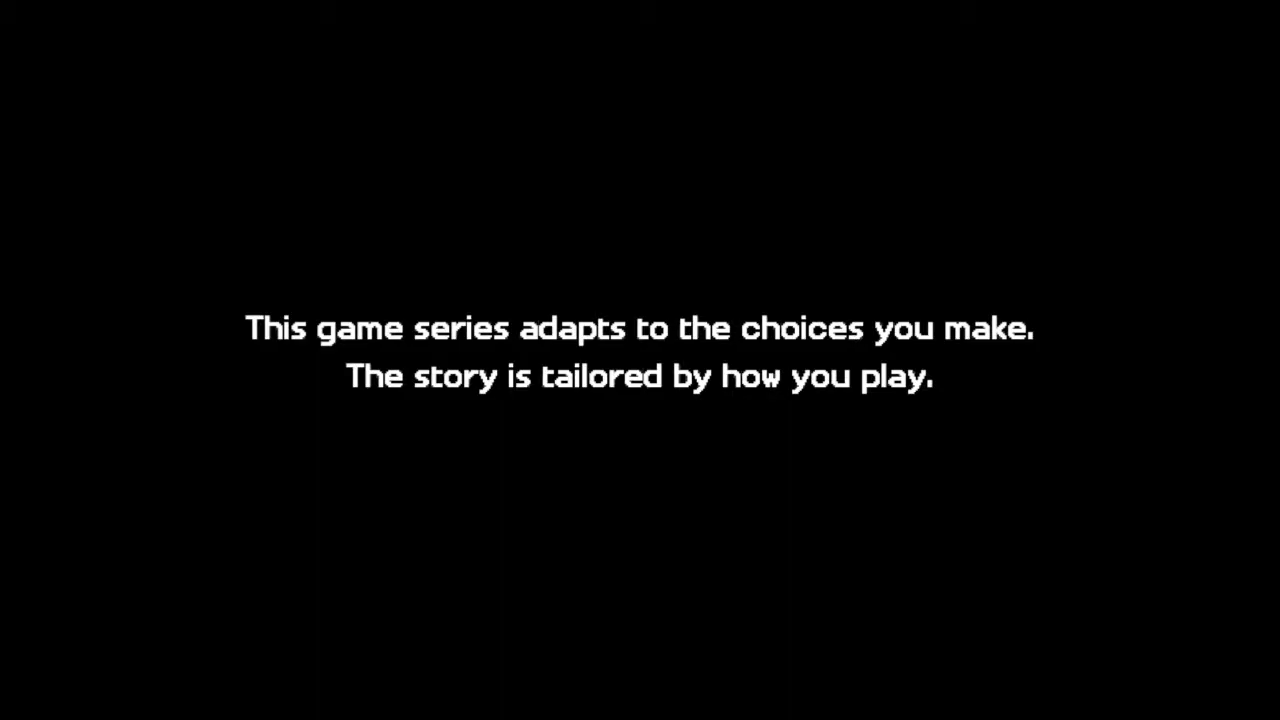 This game series adapts to the choices you make.
The story is tailored by how you play.